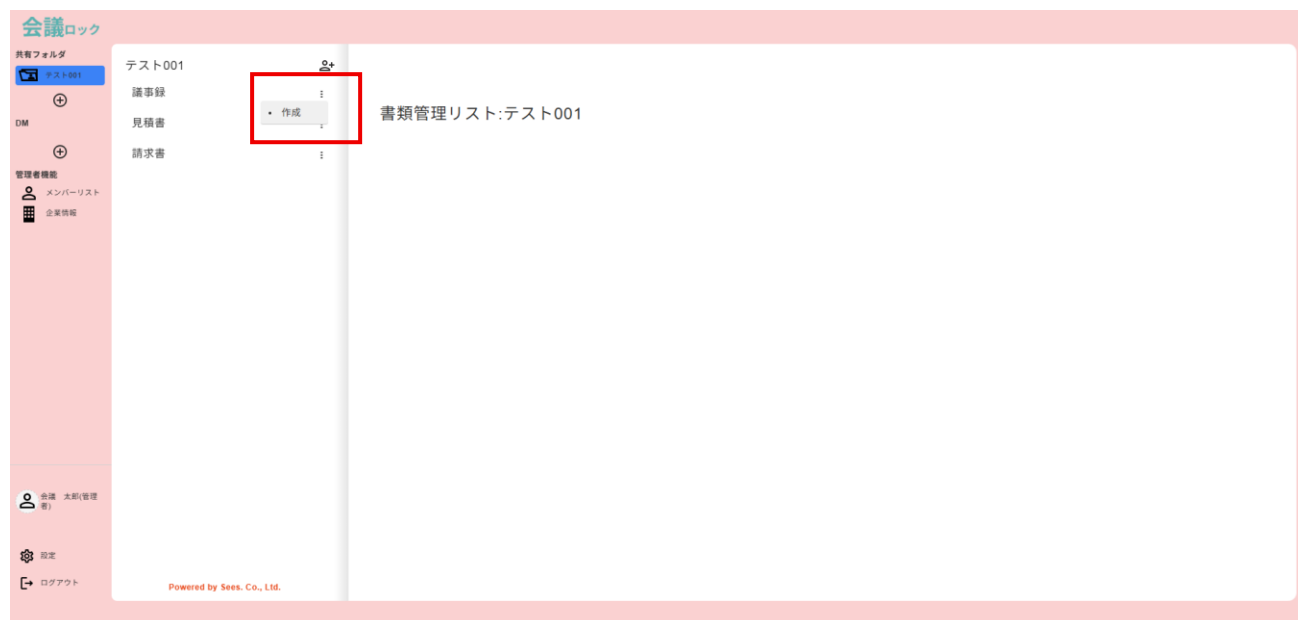 会議ロック
共有フォルダ
テスト001
DM
管理者機能
メンバーリスト
企業情報
会議 太郎(管理者)
設定
ログアウト
テスト001
議事録
・ 作成
見積書
請求書
Powered by Sees. Co., Ltd.
書類管理リスト:テスト001